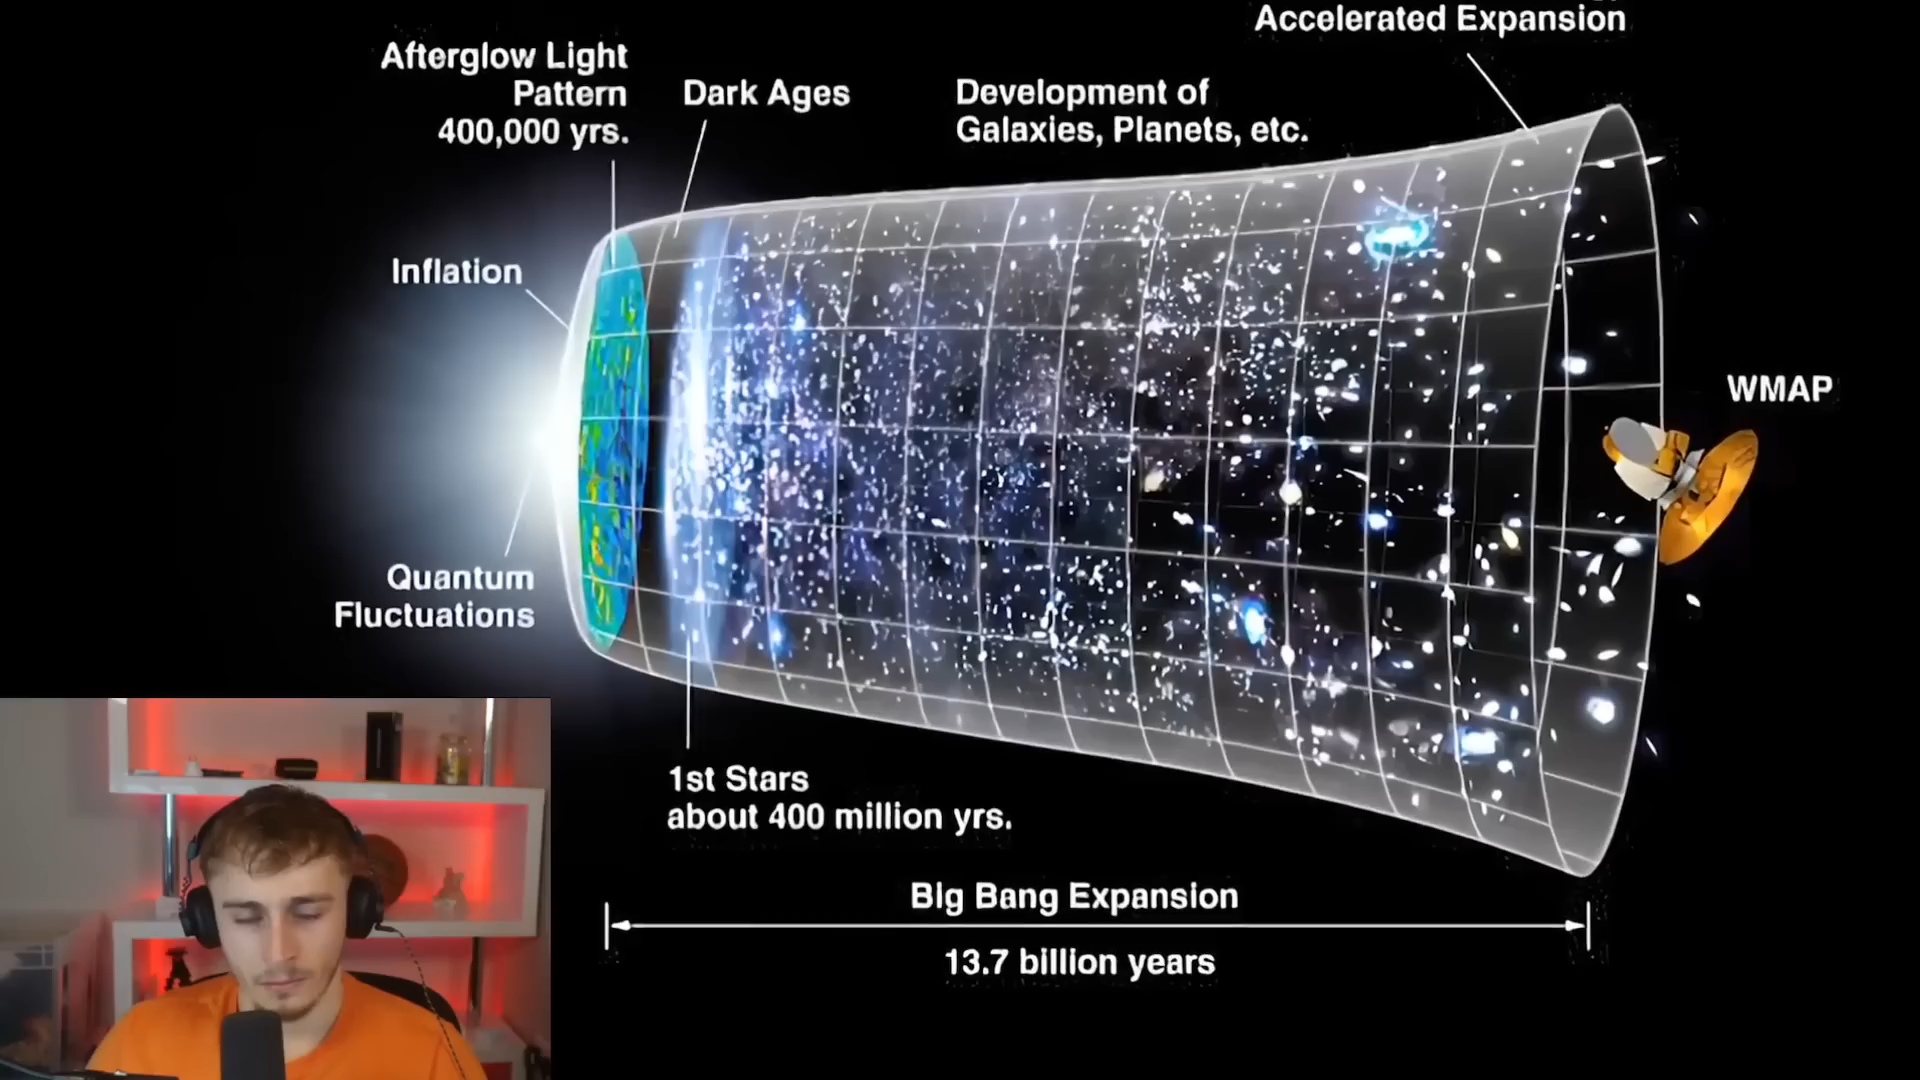 Accelerated Expansion
Afterglow Light
Pattern
400,000 yrs.
Dark Ages
Development of
Galaxies, Planets, etc.
Inflation
WMAP
Quantum
Fluctuations
1st Stars
about 400 million yrs.
BIg Bang Expansion
13.7 billion years